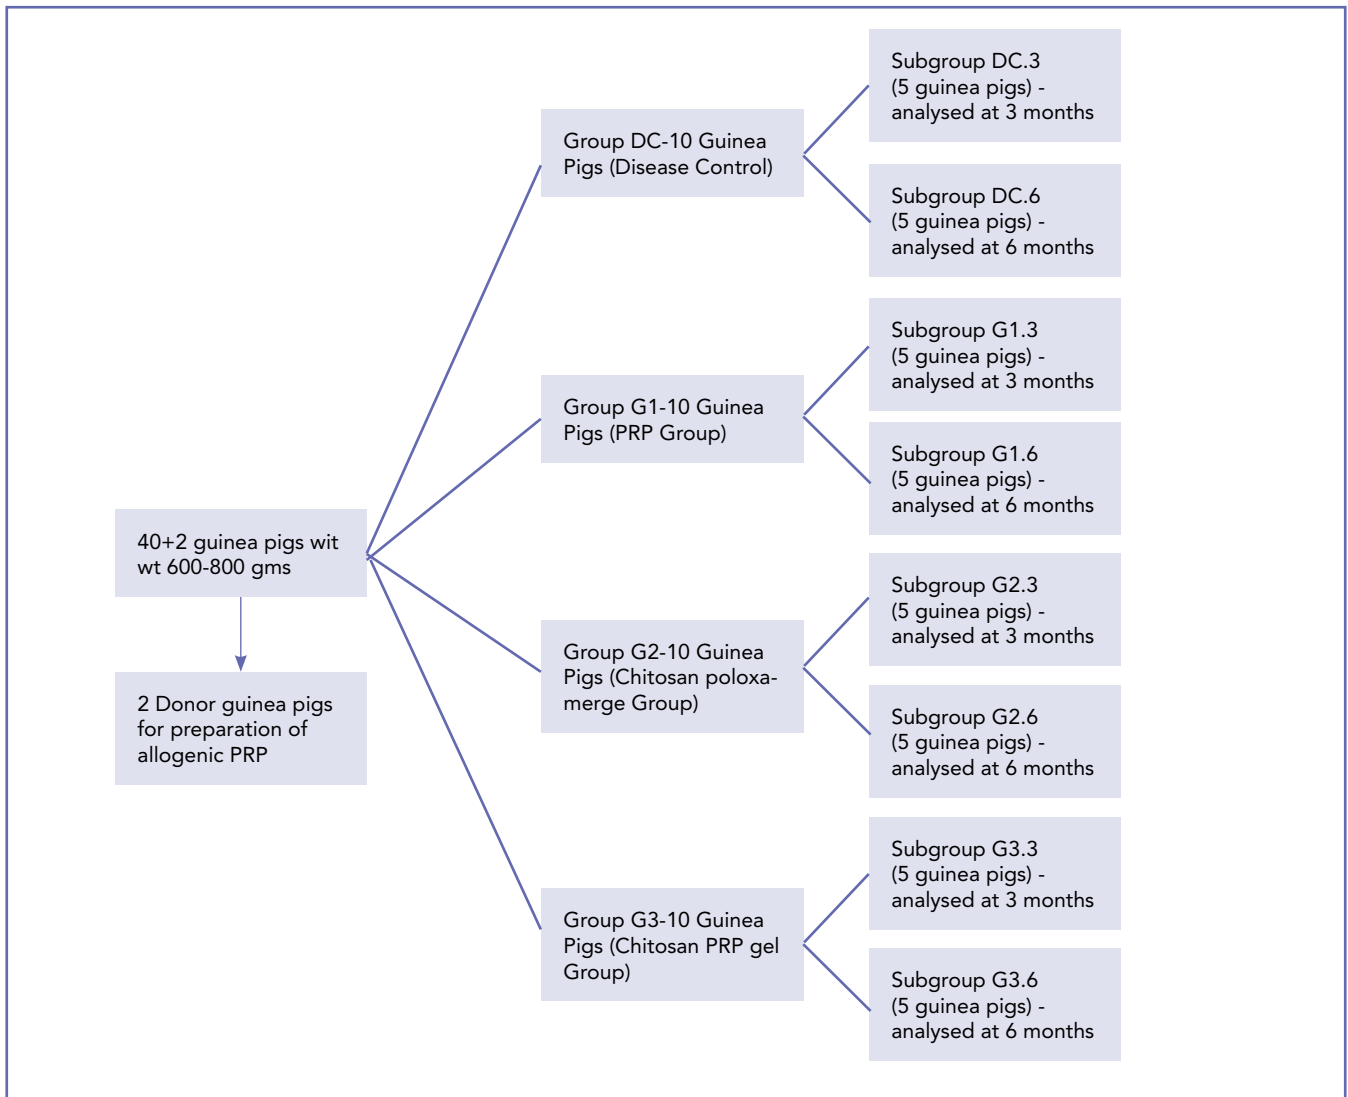 40+2 guinea pigs wit
wt 600-800 gms
2 Donor guinea pigs
for preparation of
allogenic PRP
Group DC-10 Guinea
Pigs (Disease Control)
Subgroup DC.3
(5 guinea pigs) -
analysed at 3 months
Subgroup DC.6
(5 guinea pigs) -
analysed at 6 months
Group G1-10 Guinea
Pigs (PRP Group)
Subgroup G1.3
(5 guinea pigs) -
analysed at 3 months
Subgroup G1.6
(5 guinea pigs) -
analysed at 6 months
Group G2-10 Guinea
Pigs (Chitosan poloxa-
merge Group)
Subgroup G2.3
(5 guinea pigs) -
analysed at 3 months
Subgroup G2.6
(5 guinea pigs) -
analysed at 6 months
Group G3-10 Guinea
Pigs (Chitosan PRP gel
Group)
Subgroup G3.3
(5 guinea pigs) -
analysed at 3 months
Subgroup G3.6
(5 guinea pigs) -
analysed at 6 months